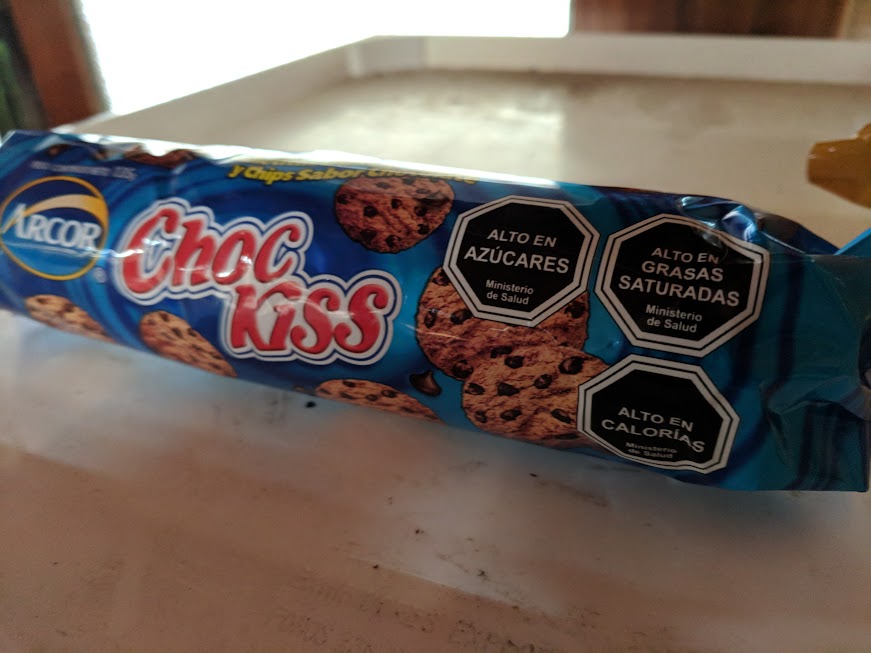 y Chips Sabor Chocolate
ARCOR
Choc
Kiss
ALTO EN
AZÚCARES
Ministerio
de Salud
ALTO EN
GRASAS
SATURADAS
Ministerio
de Salud
ALTO EN
CALORÍAS
Ministerio
de Salud